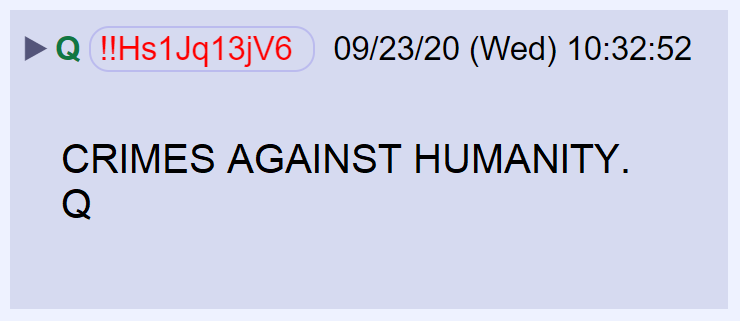 Q !!Hs1Jq13jV6 09/23/20 (Wed) 10:32:52
CRIMES AGAINST HUMANITY.
Q